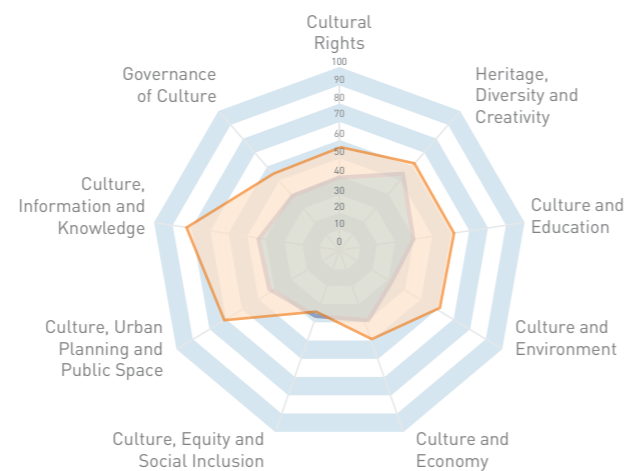 Cultural
Rights
Heritage,
Diversity and
Creativity
Culture and
Education
Culture and
Environment
Culture and
Economy
Culture, Equity and
Social Inclusion
Culture, Urban
Planning and
Public Space
Culture,
Information and
Knowledge
Governance
of Culture
100
90
80
70
60
50
40
30
20
10
0